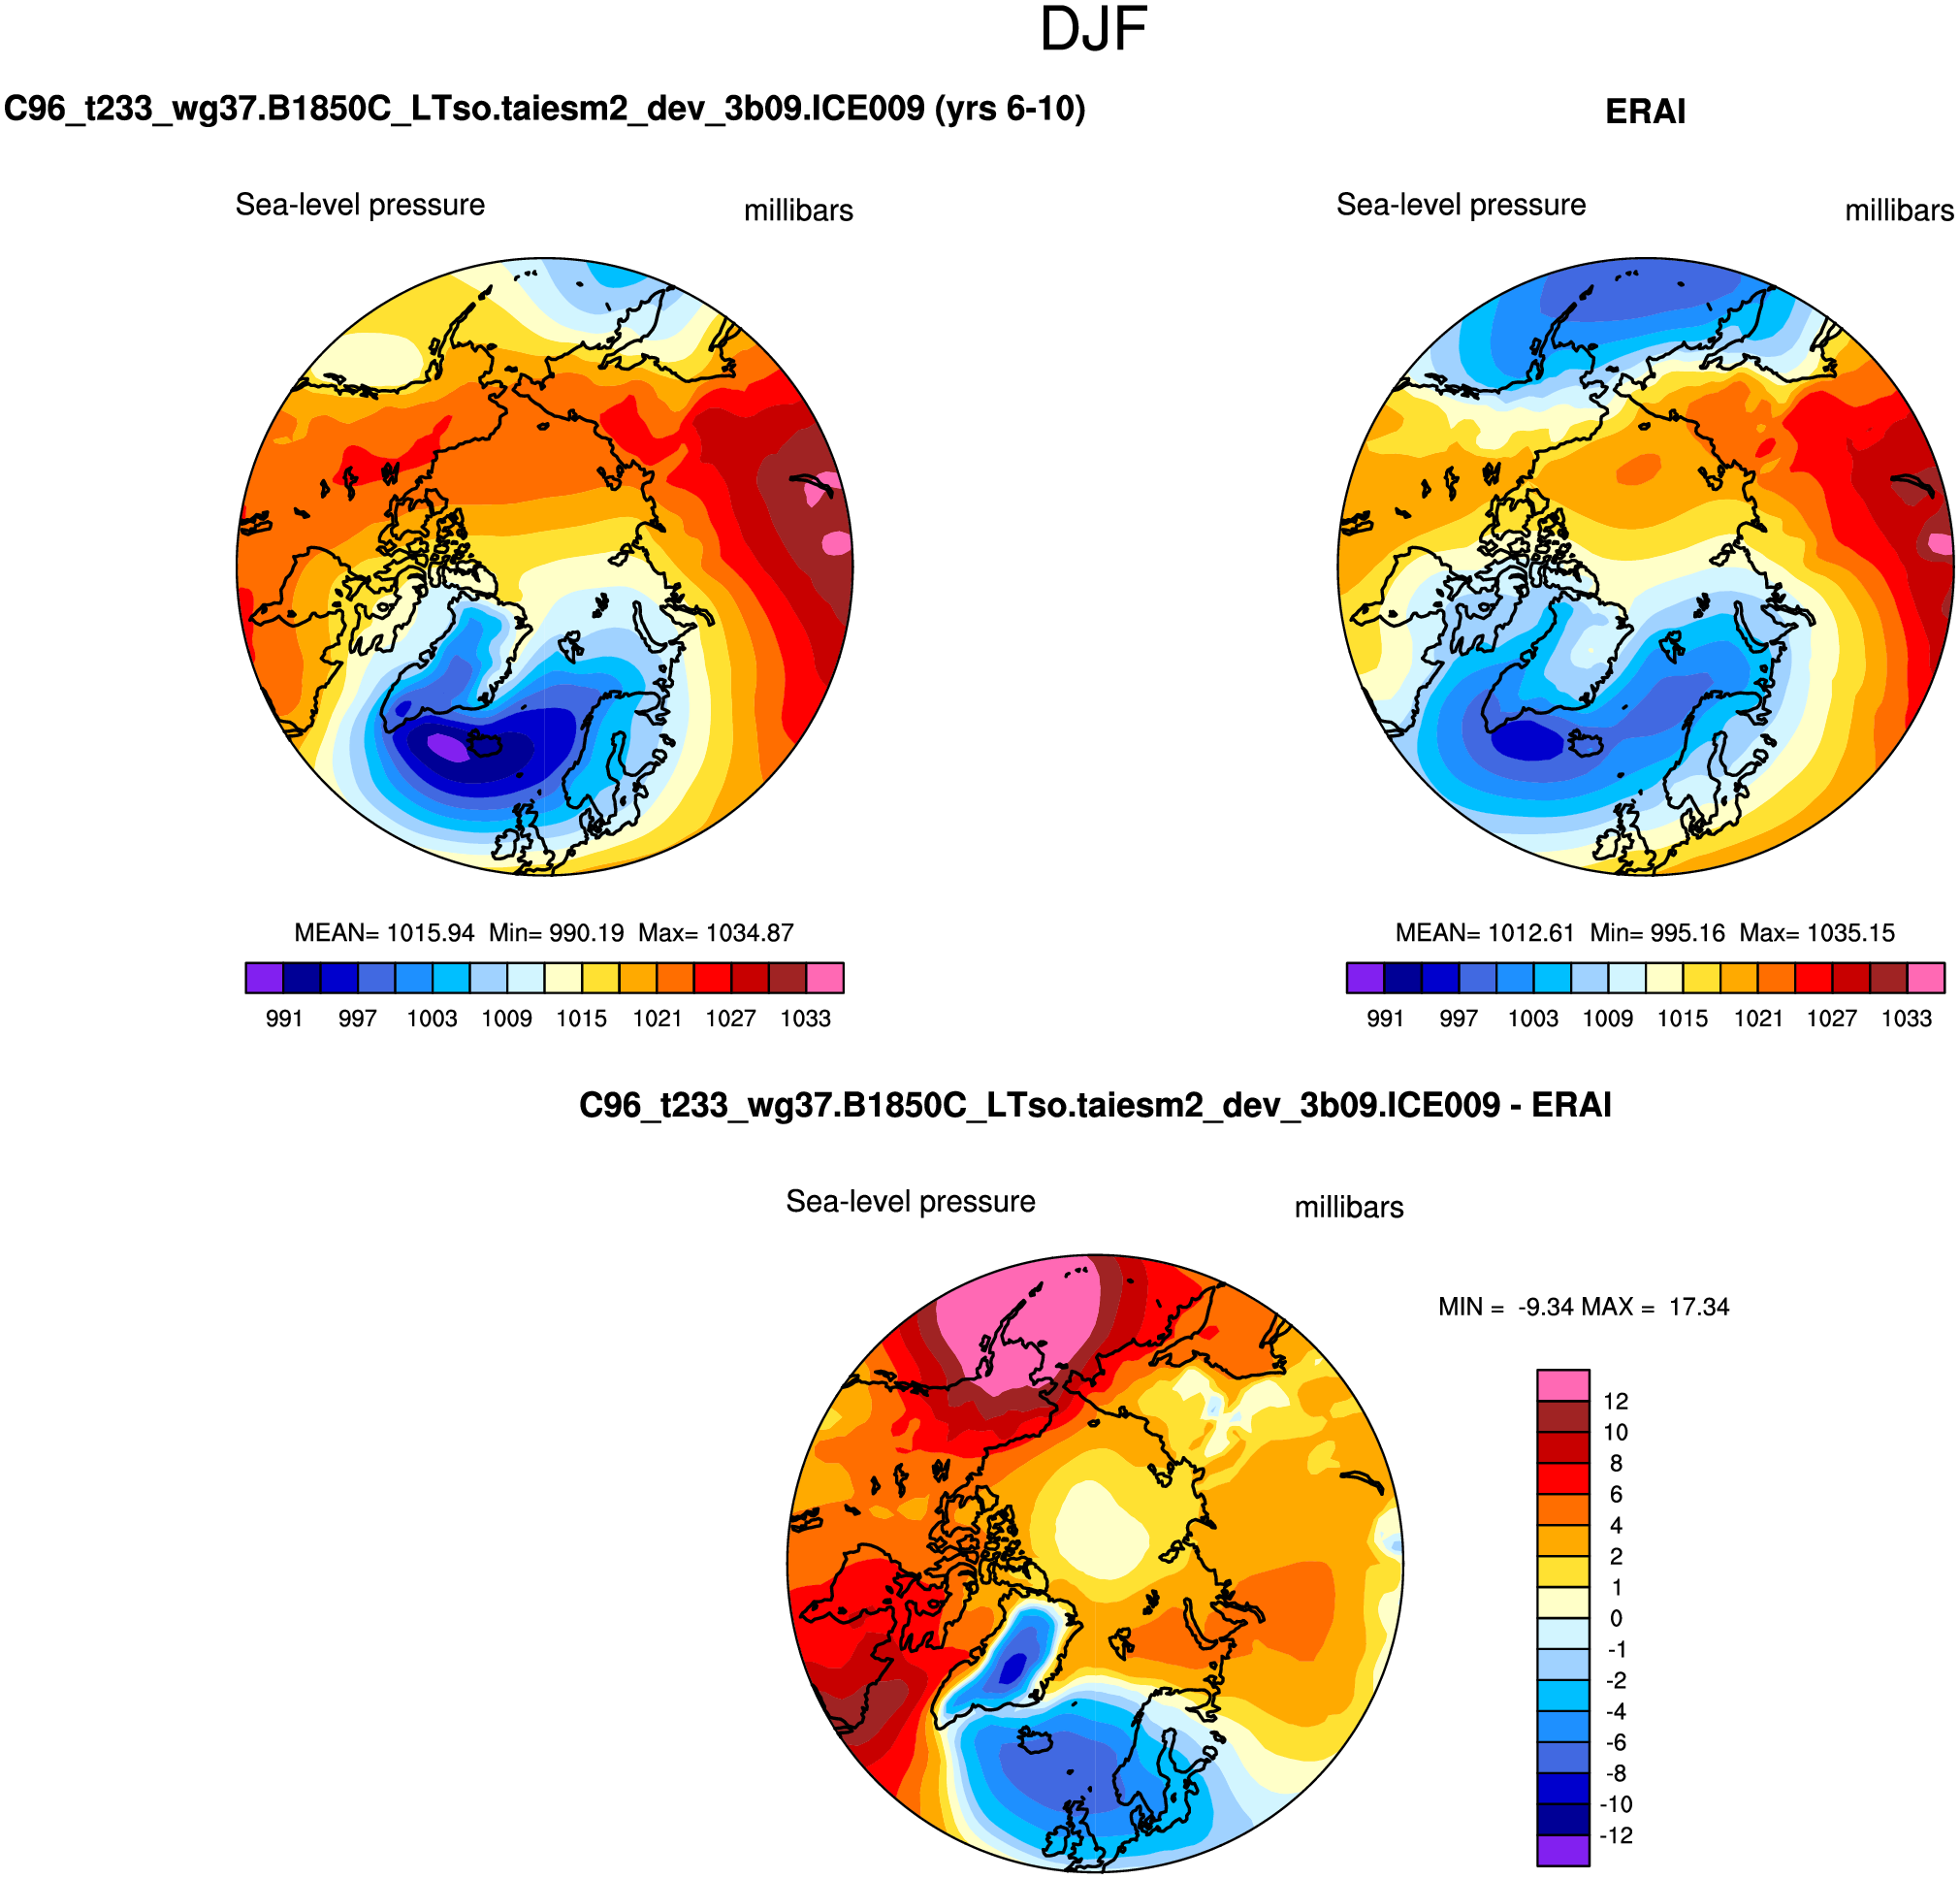 DJF
C96_t233_wg37.B1850C_LTso.taiesm2_dev_3b09.ICE009 (yrs 6-10)
ERAI
Sea-level pressure millibars
Sea-level pressure millibars
MEAN= 1015.94 Min= 990.19 Max= 1034.87
MEAN= 1012.61 Min= 995.16 Max= 1035.15
991 997 1003 1009 1015 1021 1027 1033
991 997 1003 1009 1015 1021 1027 1033
C96_t233_wg37.B1850C_LTso.taiesm2_dev_3b09.ICE009 - ERAI
Sea-level pressure millibars
MIN = -9.34 MAX = 17.34
12
10
8
6
4
2
1
0
-1
-2
-4
-6
-8
-10
-12